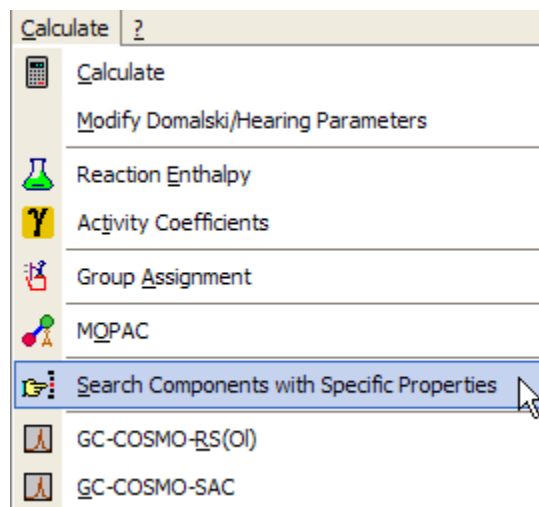 Calculate ?
Calculate
Modify Domalski/Hearing Parameters
Reaction Enthalpy
γ Activity Coefficients
Group Assignment
MOPAC
Search Components with Specific Properties
GC-COSMO-RS(Ol)
GC-COSMO-SAC